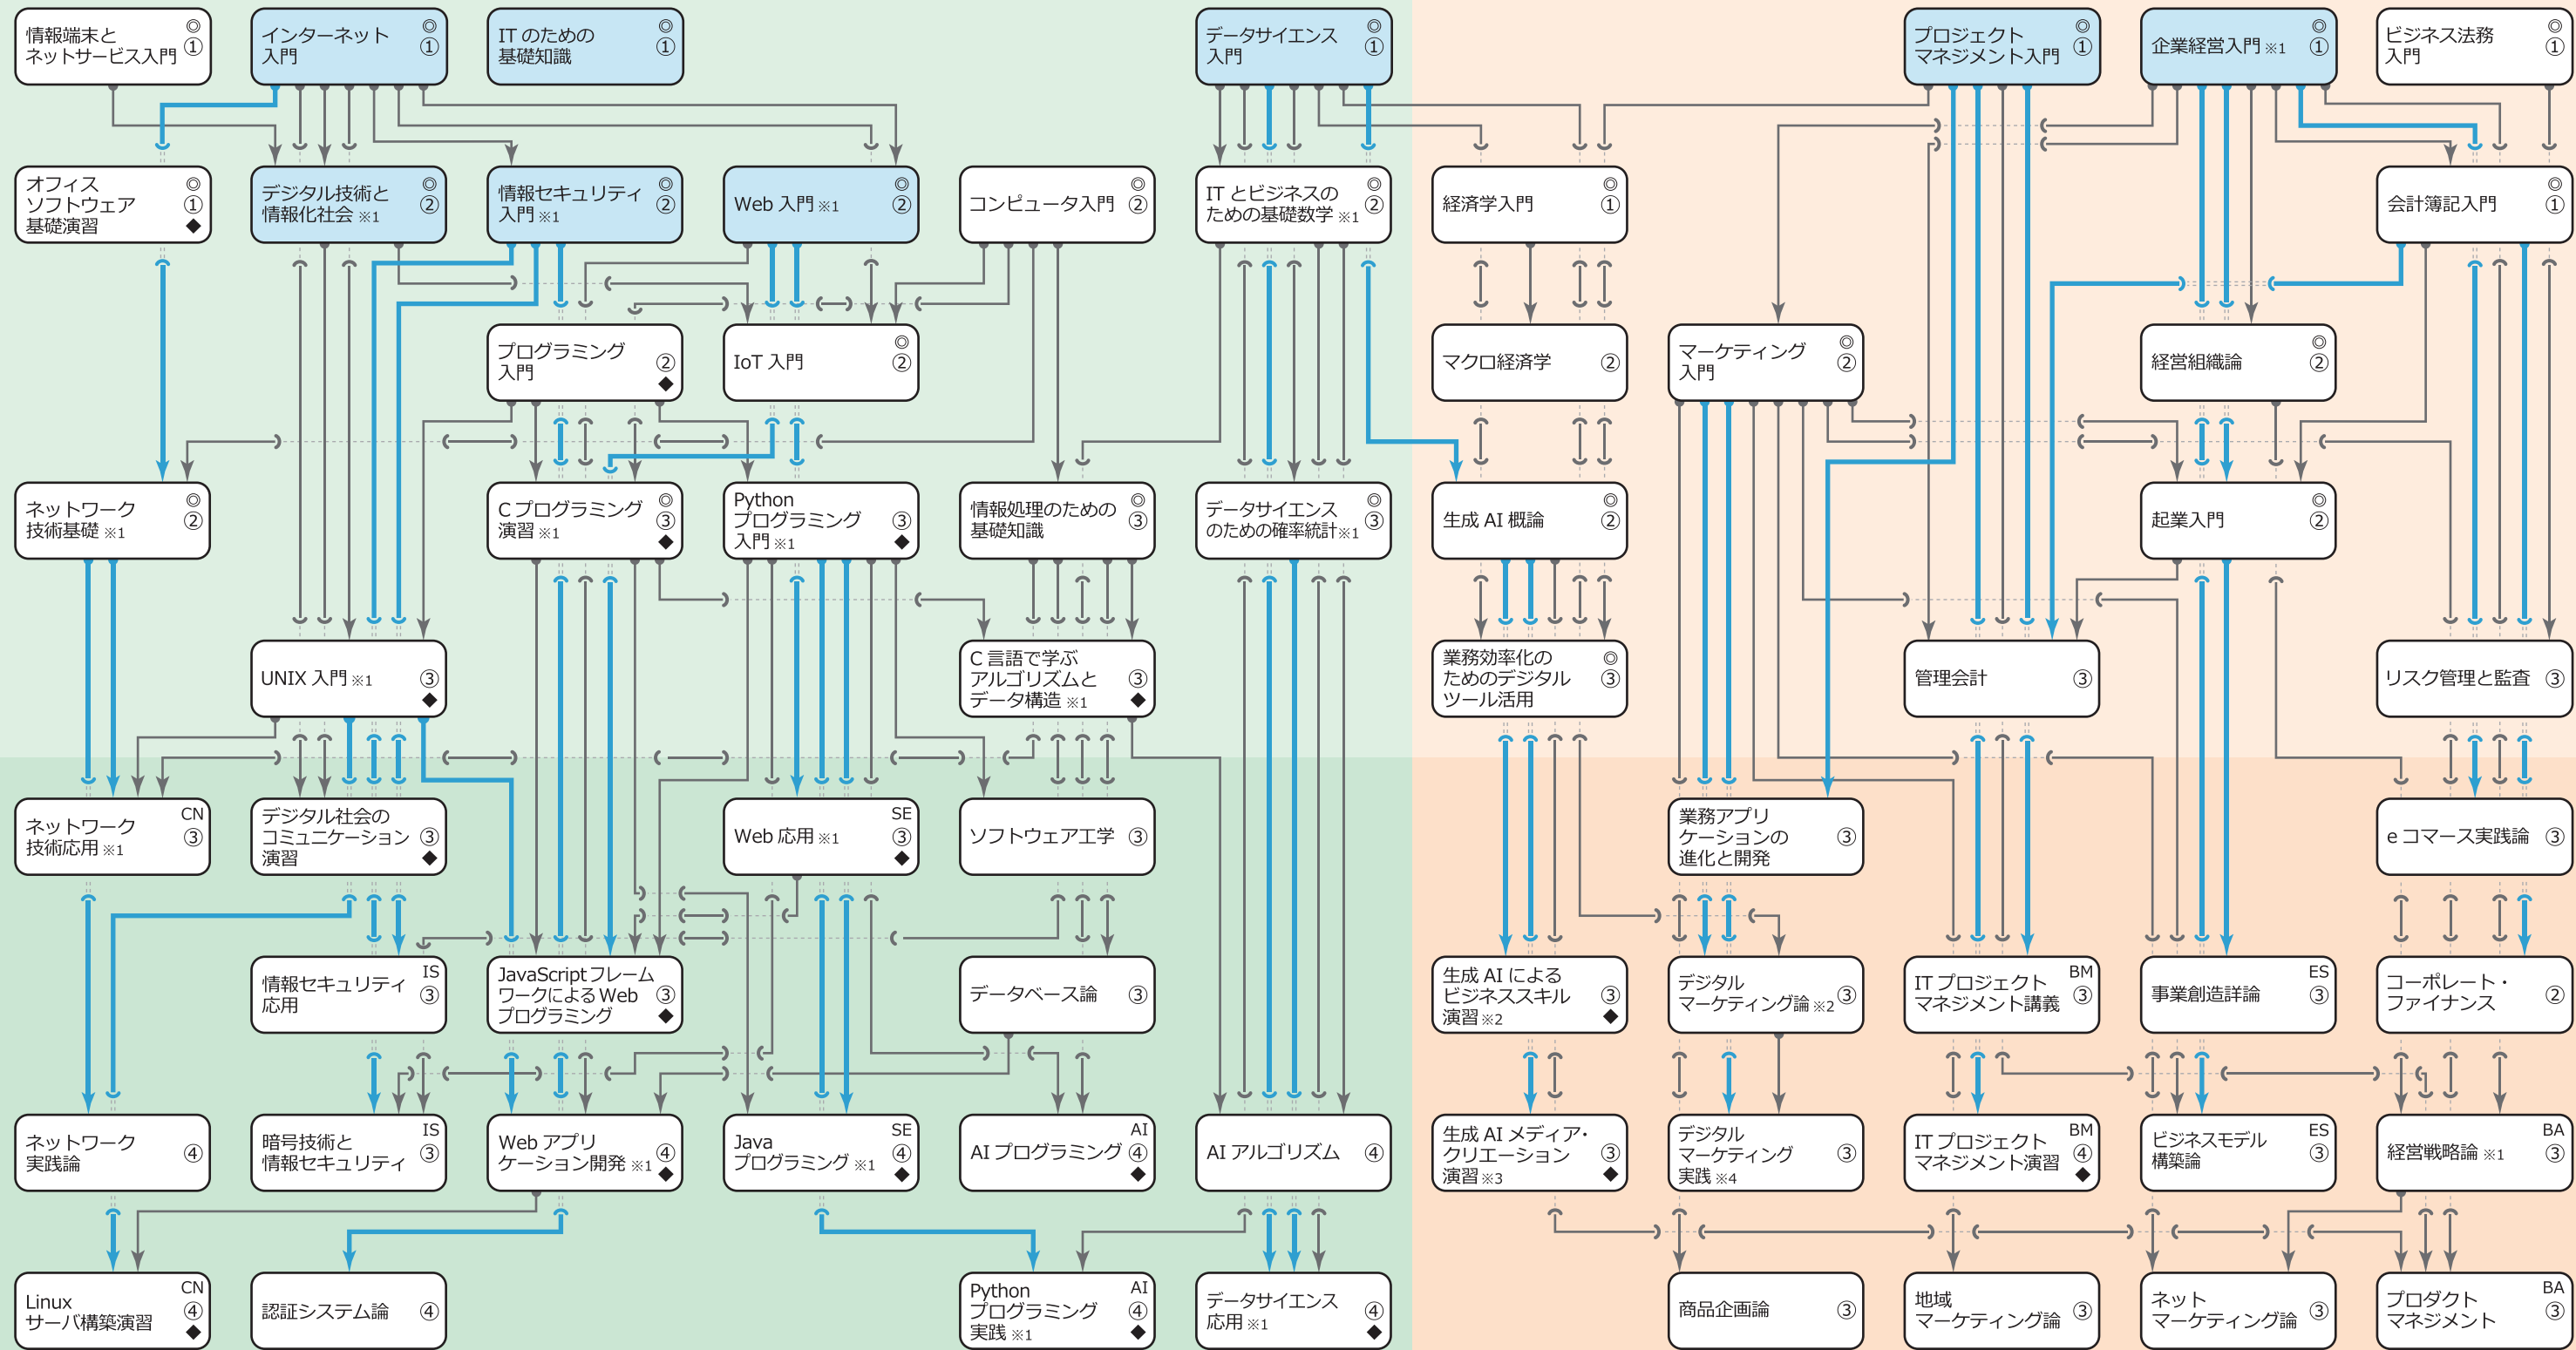 情報端末と
ネットサービス入門
◎
①
インターネット
入門
◎
①
IT のための
基礎知識
◎
①
データサイエンス
入門
◎
①
プロジェクト
マネジメント入門
◎
①
企業経営入門 ※1
◎
①
ビジネス法務
入門
◎
①
オフィス
ソフトウェア
基礎演習
◎
①
◆
デジタル技術と
情報化社会 ※1
◎
②
情報セキュリティ
入門 ※1
◎
②
Web 入門 ※1
◎
②
コンピュータ入門
◎
②
IT とビジネスの
ための基礎数学 ※1
◎
②
経済学入門
◎
①
会計簿記入門
◎
①
プログラミング
入門
②
◆
IoT 入門
◎
②
マクロ経済学
②
マーケティング
入門
◎
②
経営組織論
◎
②
ネットワーク
技術基礎 ※1
◎
②
C プログラミング
演習 ※1
◎
③
◆
Python
プログラミング
入門 ※1
③
◆
情報処理のための
基礎知識
◎
③
データサイエンス
のための確率統計※1
◎
③
生成 AI 概論
◎
②
起業入門
◎
②
UNIX 入門 ※1
③
◆
C 言語で学ぶ
アルゴリズムと
データ構造 ※1
③
◆
業務効率化の
ためのデジタル
ツール活用
◎
③
管理会計
③
リスク管理と監査
③
ネットワーク
技術応用 ※1
CN
③
デジタル社会の
コミュニケーション
演習
③
◆
Web 応用 ※1
SE
③
◆
ソフトウェア工学
③
業務アプリ
ケーションの
進化と開発
③
e コマース実践論
③
情報セキュリティ
応用
IS
③
JavaScript フレーム
ワークによる Web
プログラミング
③
◆
データベース論
③
生成 AI による
ビジネススキル
演習 ※2
③
◆
デジタル
マーケティング論 ※2
③
IT プロジェクト
マネジメント講義
BM
③
事業創造詳論
ES
③
コーポレート・
ファイナンス
②
ネットワーク
実践論
④
暗号技術と
情報セキュリティ
IS
③
Web アプリ
ケーション開発 ※1
④
◆
Java
プログラミング ※1
SE
④
◆
AI プログラミング
AI
④
◆
AI アルゴリズム
④
生成 AI メディア・
クリエーション
演習 ※3
③
◆
デジタル
マーケティング
実践 ※4
③
IT プロジェクト
マネジメント演習
BM
④
◆
ビジネスモデル
構築論
ES
③
経営戦略論 ※1
BA
③
Linux
サーバ構築演習
CN
④
◆
認証システム論
④
Python
プログラミング
実践 ※1
AI
④
◆
データサイエンス
応用 ※1
④
◆
商品企画論
③
地域
マーケティング論
③
ネット
マーケティング論
③
プロダクト
マネジメント
BA
③